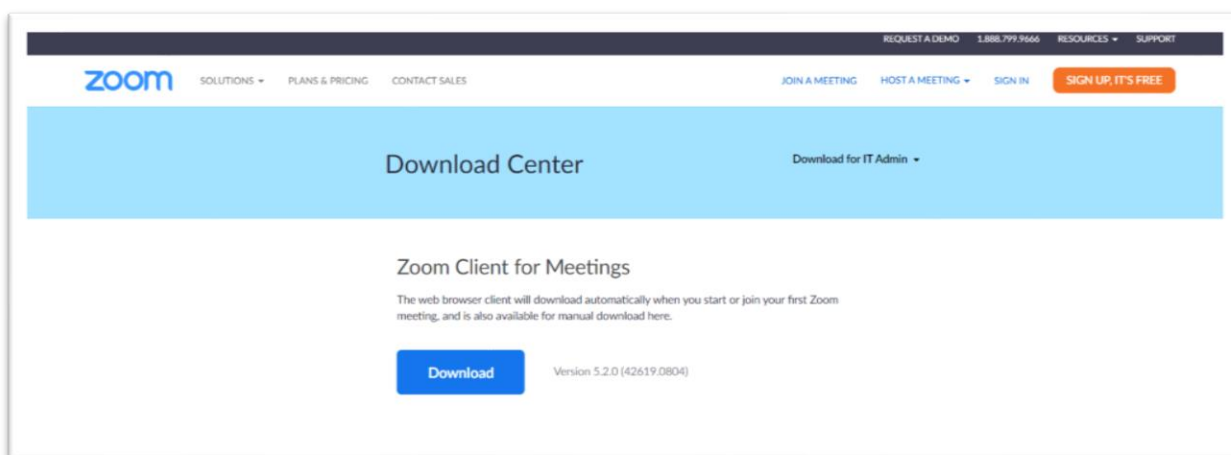 REQUEST A DEMO 1.888.799.9666 RESOURCES SUPPORT
zoom SOLUTIONS PLANS & PRICING CONTACT SALES JOIN A MEETING HOST A MEETING SIGN IN SIGN UP, IT'S FREE
Download Center Download for IT Admin
Zoom Client for Meetings
The web browser client will download automatically when you start or join your first Zoom
meeting, and is also available for manual download here.
Download Version 5.2.0 (42619.0804)